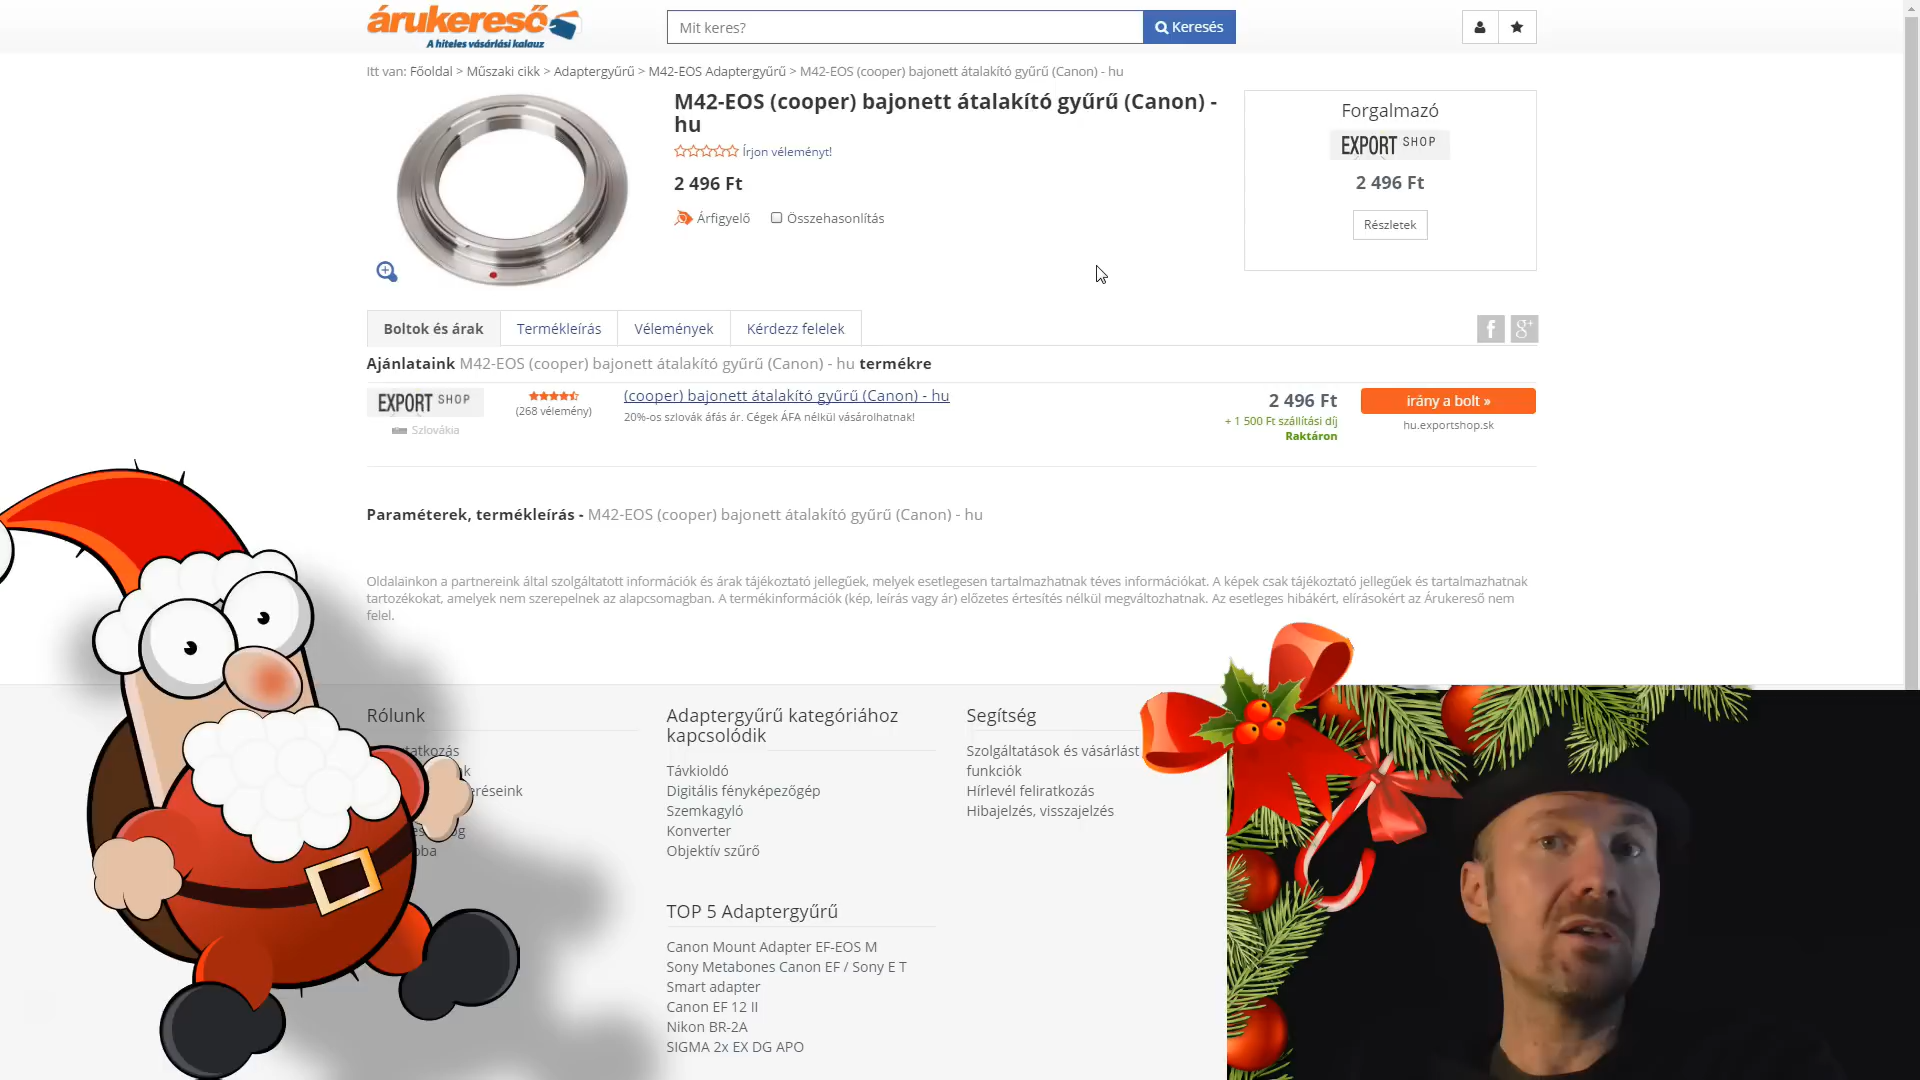 árukereső
A hiteles vásárlási kalauz
Mit keres?
Keresés
Itt van: Főoldal > Műszaki cikk > Adaptergyűrű > M42-EOS Adaptergyűrű > M42-EOS (cooper) bajonett átalakító gyűrű (Canon) - hu
M42-EOS (cooper) bajonett átalakító gyűrű (Canon) -
hu
Írjon véleményt!
2 496 Ft
Árfigyelő
Összehasonlítás
Forgalmazó
EXPORT SHOP
2 496 Ft
Részletek
Boltok és árak
Termékleírás
Vélemények
Kérdezz felelek
f
g+
Ajánlataink M42-EOS (cooper) bajonett átalakító gyűrű (Canon) - hu termékre
EXPORT SHOP
Szlovákia
(268 vélemény)
(cooper) bajonett átalakító gyűrű (Canon) - hu
20%-os szlovák áfás ár. Cégek ÁFA nélkül vásárolhatnak!
2 496 Ft
+ 1 500 Ft szállítási díj
Raktáron
irány a bolt »
hu.exportshop.sk
Paraméterek, termékleírás - M42-EOS (cooper) bajonett átalakító gyűrű (Canon) - hu
Oldalainkon a partnereink által szolgáltatott információk és árak tájékoztató jellegűek, melyek esetlegesen tartalmazhatnak téves információkat. A képek csak tájékoztató jellegűek és tartalmazhatnak
tartozékokat, amelyek nem szerepelnek az alapcsomagban. A termékinformációk (kép, leírás vagy ár) előzetes értesítés nélkül megváltozhatnak. Az esetleges hibákért, elírásokért az Árukereső nem
felel.
Rólunk
Adaptergyűrű kategóriához
kapcsolódik
Távkioldó
Digitális fényképezőgép
Szemkagyló
Konverter
Objektív szűrő
TOP 5 Adaptergyűrű
Canon Mount Adapter EF-EOS M
Sony Metabones Canon EF / Sony E T
Smart adapter
Canon EF 12 II
Nikon BR-2A
SIGMA 2x EX DG APO
Segítség
Szolgáltatások és vásárlást
funkciók
Hírlevél feliratkozás
Hibajelzés, visszajelzés